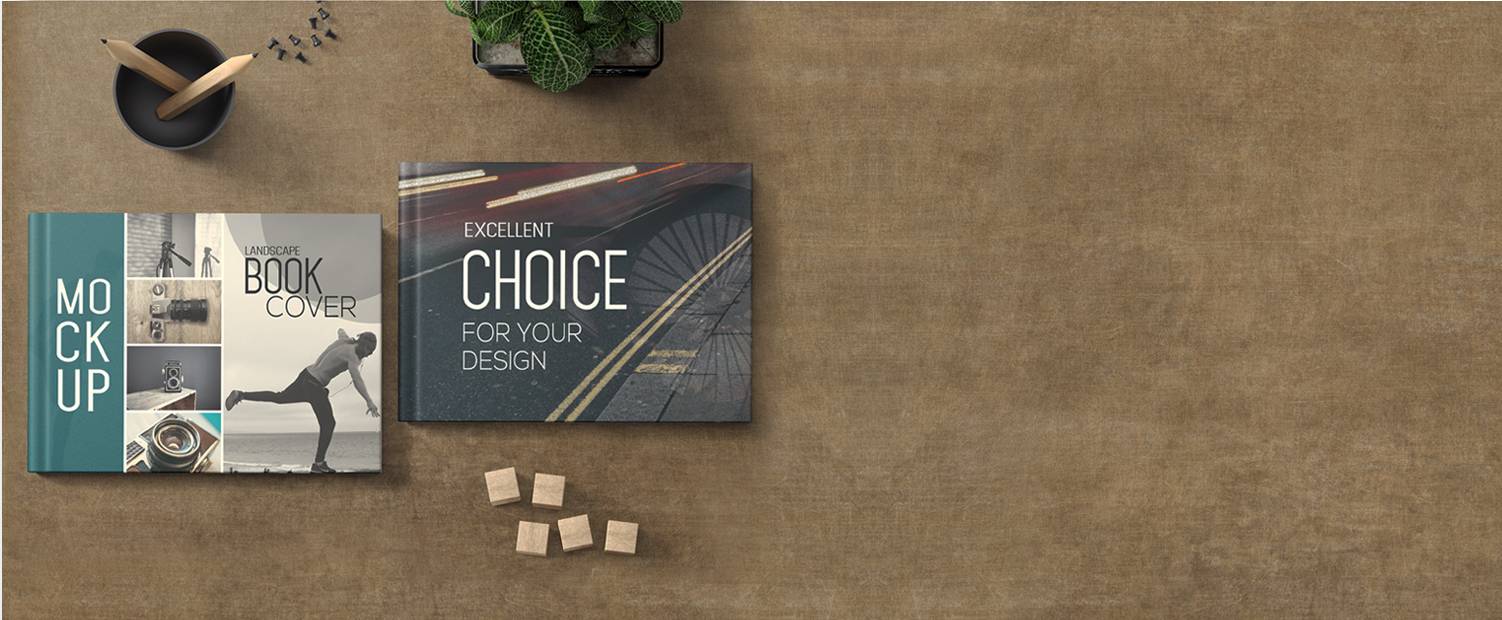 MO
CK
UP
LANDSCAPE
BOOK
COVER
EXCELLENT
CHOICE
FOR YOUR
DESIGN